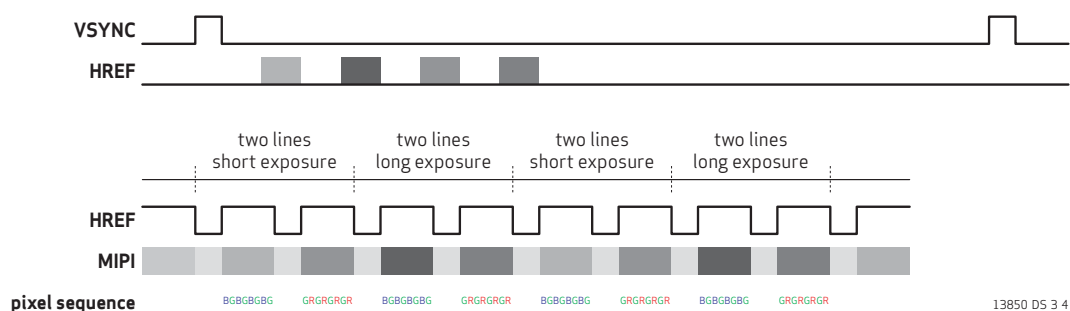 VSYNC
HREF
two lines short exposure
two lines long exposure
two lines short exposure
two lines long exposure
HREF
MIPI
pixel sequence BGBGBGBG GRGRGRGR BGBGBGBG GRGRGRGR BGBGBGBG GRGRGRGR BGBGBGBG GRGRGRGR
13850 DS 3 4